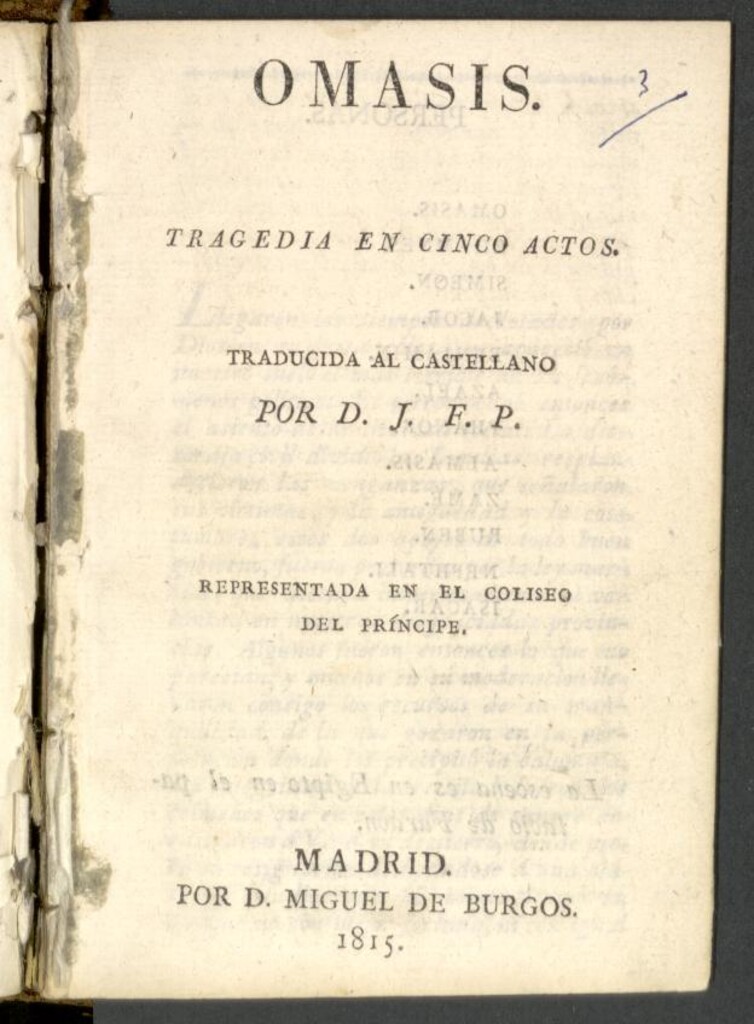 OMASIS.
3
TRAGEDIA EN CINCO ACTOS.
TRADUCIDA AL CASTELLANO
POR D. J. F. P.
REPRESENTADA EN EL COLISEO
DEL PRÍNCIPE.
MADRID
POR D. MIGUEL DE BURGOS.
1815.